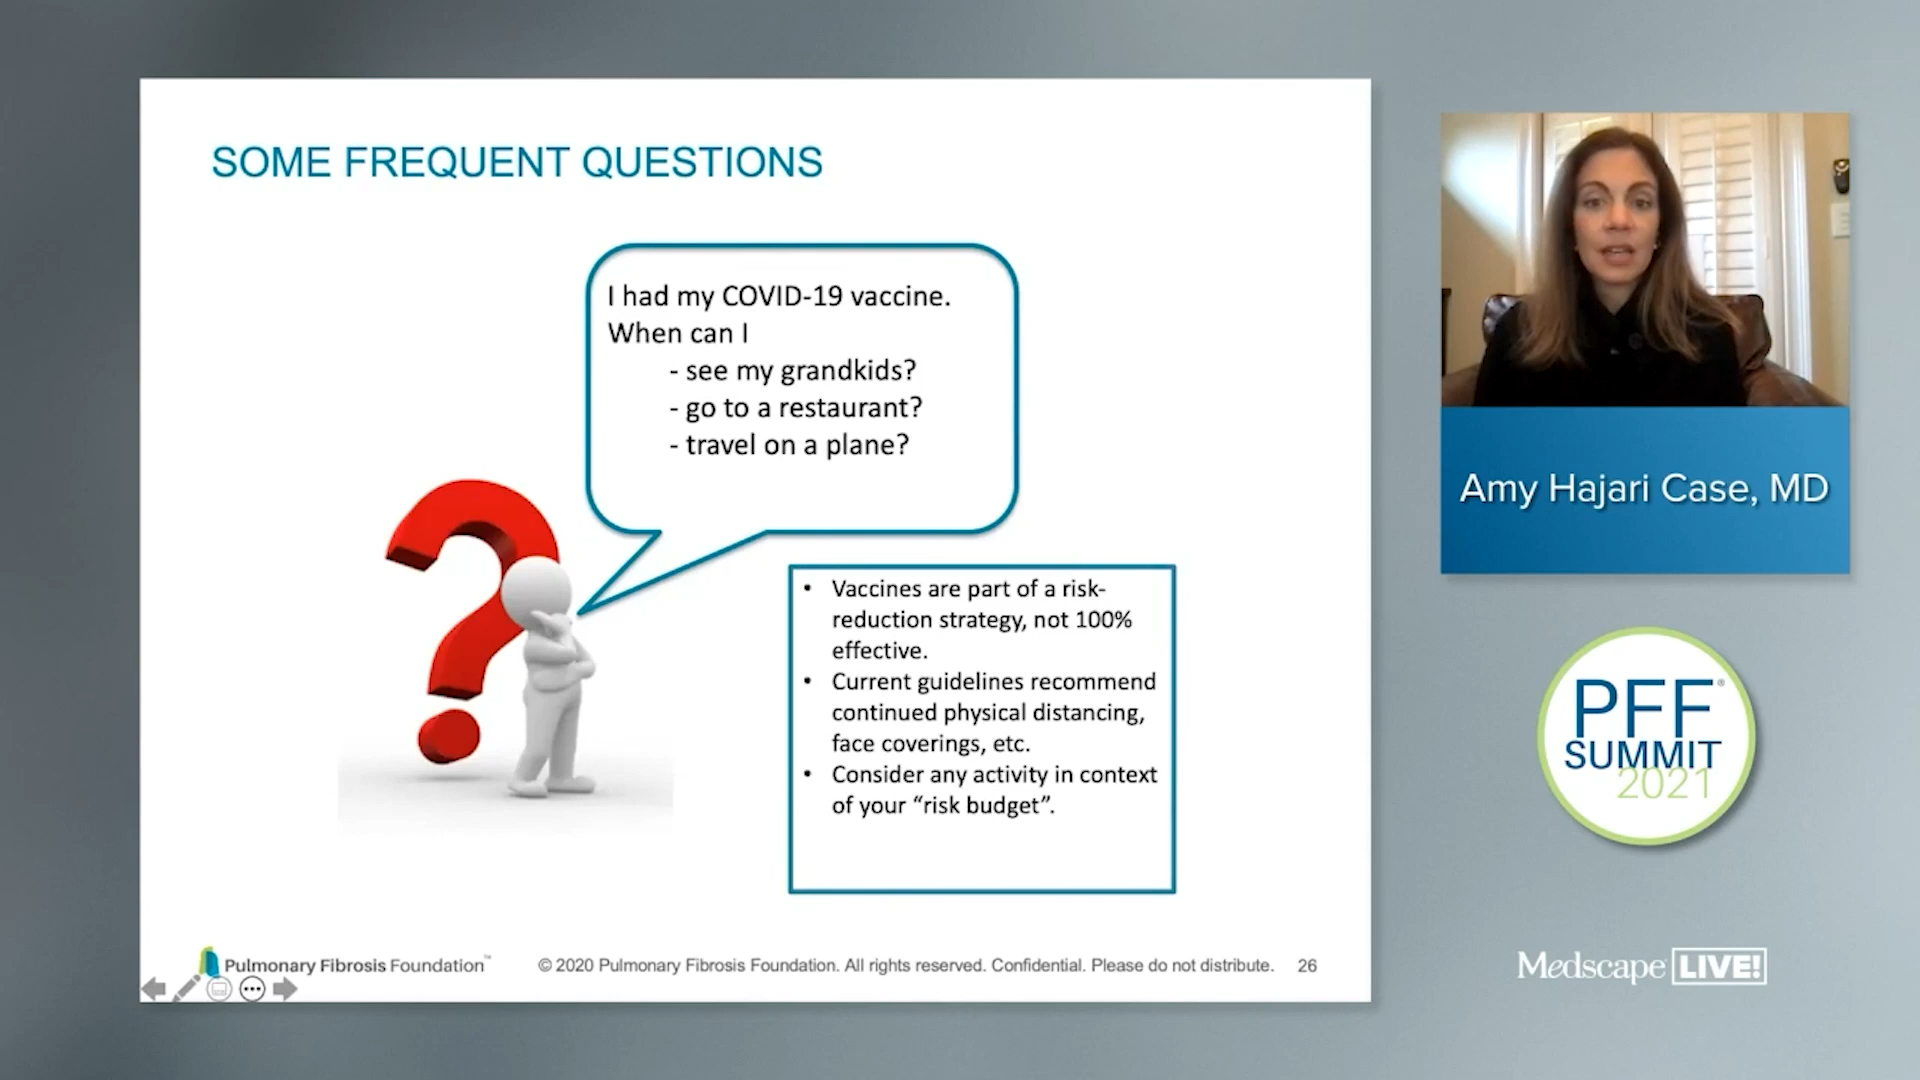 SOME FREQUENT QUESTIONS
I had my COVID-19 vaccine.
When can I
- see my grandkids?
- go to a restaurant?
- travel on a plane?
• Vaccines are part of a risk-
reduction strategy, not 100%
effective.
• Current guidelines recommend
continued physical distancing,
face coverings, etc.
• Consider any activity in context
of your “risk budget”.
Pulmonary Fibrosis Foundation™
© 2020 Pulmonary Fibrosis Foundation. All rights reserved. Confidential. Please do not distribute. 26
Amy Hajari Case, MD
PFF®
SUMMIT
2021
Medscape LIVE!